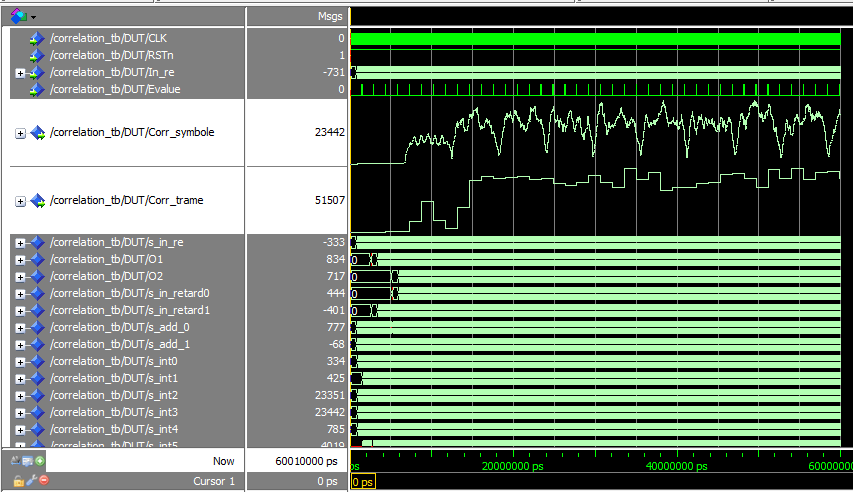 Msgs
/correlation_tb/DUT/CLK 0
/correlation_tb/DUT/RSTn 1
/correlation_tb/DUT/In_re -731
/correlation_tb/DUT/Evalue 0
/correlation_tb/DUT/Corr_symbole 23442
/correlation_tb/DUT/Corr_trame 51507
/correlation_tb/DUT/s_in_re -333
/correlation_tb/DUT/O1 834 0
/correlation_tb/DUT/O2 717 0
/correlation_tb/DUT/s_in_retard0 444 0
/correlation_tb/DUT/s_in_retard1 -401 0
/correlation_tb/DUT/s_add_0 777
/correlation_tb/DUT/s_add_1 -68
/correlation_tb/DUT/s_int0 334
/correlation_tb/DUT/s_int1 425
/correlation_tb/DUT/s_int2 23351
/correlation_tb/DUT/s_int3 23442
/correlation_tb/DUT/s_int4 785
/correlation_tb/DUT/s_int5 4019
Now 60010000 ps ps 20000000 ps 40000000 ps 60000000
Cursor 1 0 ps 0 ps